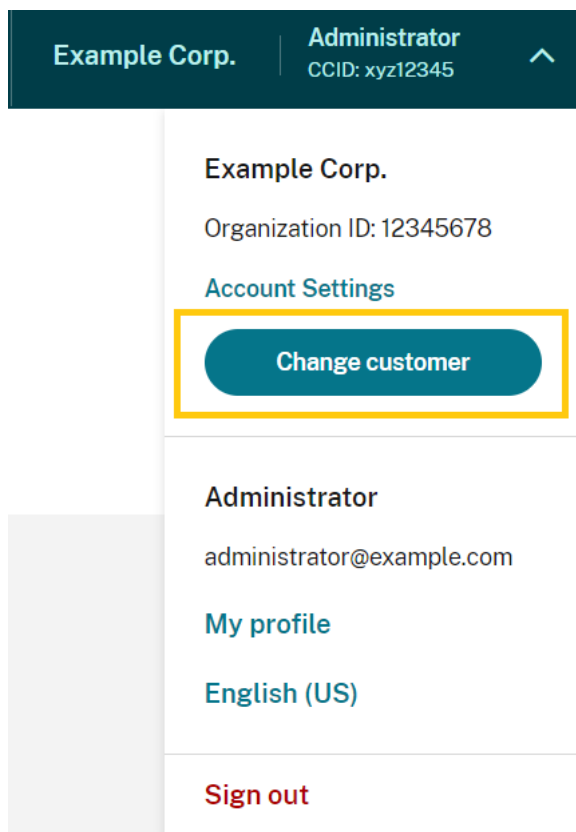 Example Corp.
Administrator
CCID: xyz12345
Example Corp.
Organization ID: 12345678
Account Settings
Change customer
Administrator
administrator@example.com
My profile
English (US)
Sign out